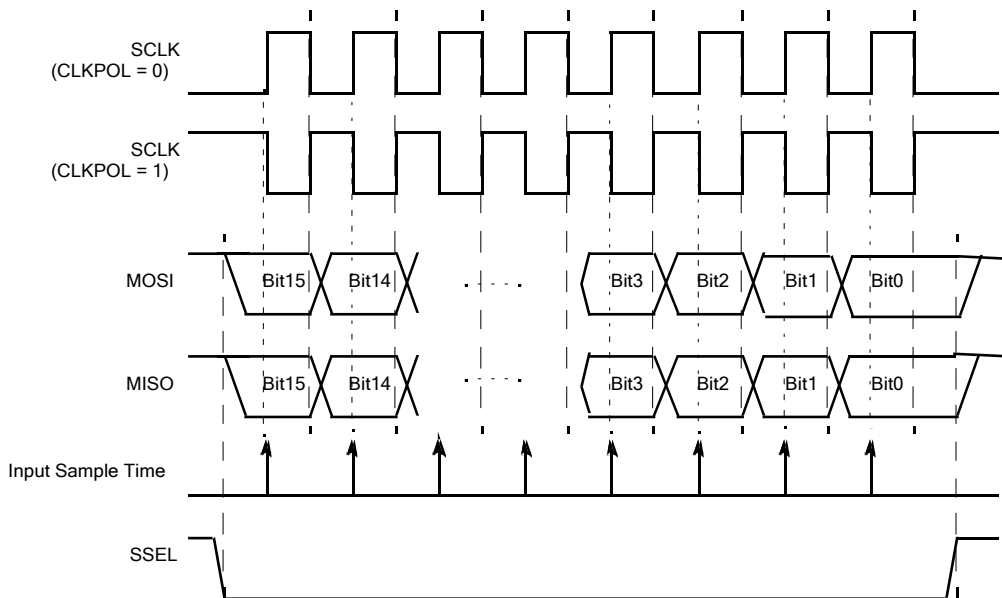 SCLK
(CLKPOL = 0)
SCLK
(CLKPOL = 1)
MOSI
Bit15
Bit14
Bit3
Bit2
Bit1
Bit0
MISO
Bit15
Bit14
Bit3
Bit2
Bit1
Bit0
Input Sample Time
SSEL